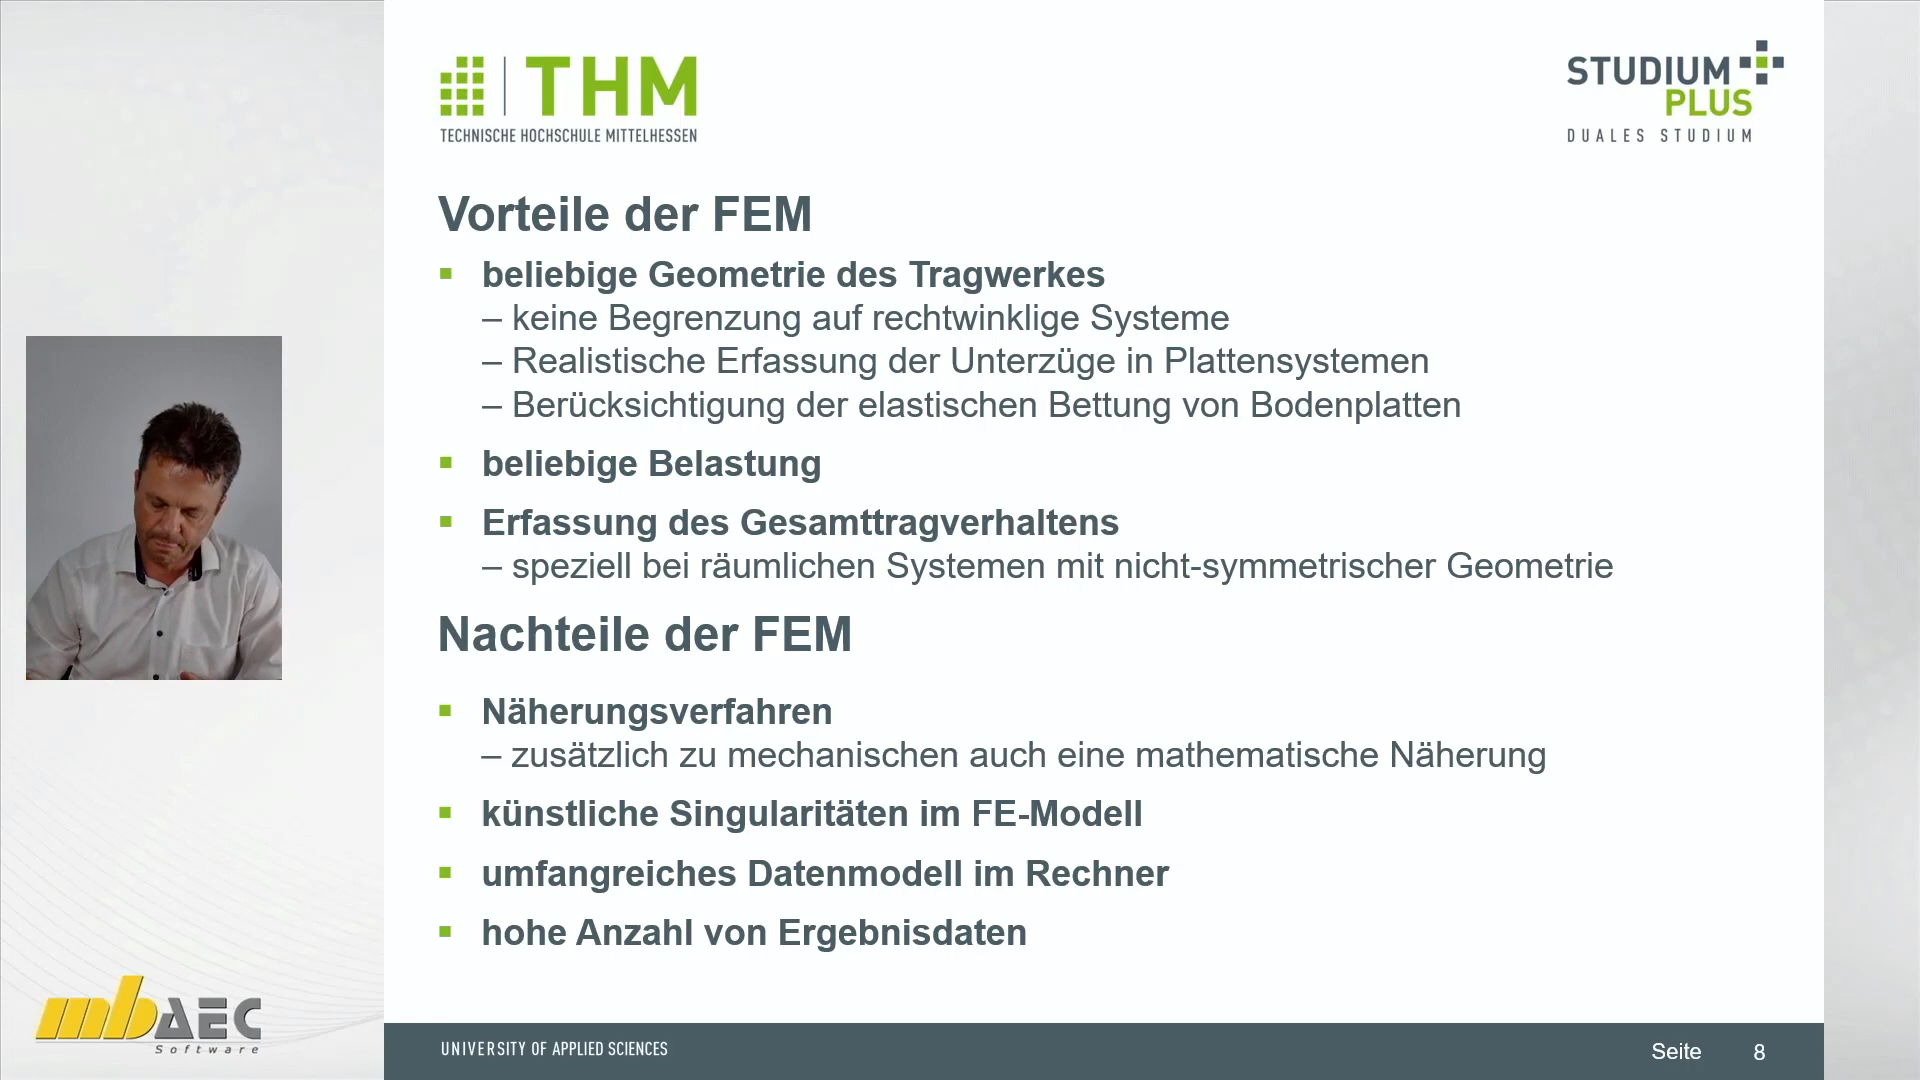 THM
TECHNISCHE HOCHSCHULE MITTELHESSEN
STUDIUM
PLUS
DUALES STUDIUM
Vorteile der FEM
beliebige Geometrie des Tragwerkes
– keine Begrenzung auf rechtwinklige Systeme
– Realistische Erfassung der Unterzüge in Plattensystemen
– Berücksichtigung der elastischen Bettung von Bodenplatten
beliebige Belastung
Erfassung des Gesamttragverhaltens
– speziell bei räumlichen Systemen mit nicht-symmetrischer Geometrie
Nachteile der FEM
Näherungsverfahren
– zusätzlich zu mechanischen auch eine mathematische Näherung
künstliche Singularitäten im FE-Modell
umfangreiches Datenmodell im Rechner
hohe Anzahl von Ergebnisdaten
mbAEC
Software
UNIVERSITY OF APPLIED SCIENCES
Seite 8